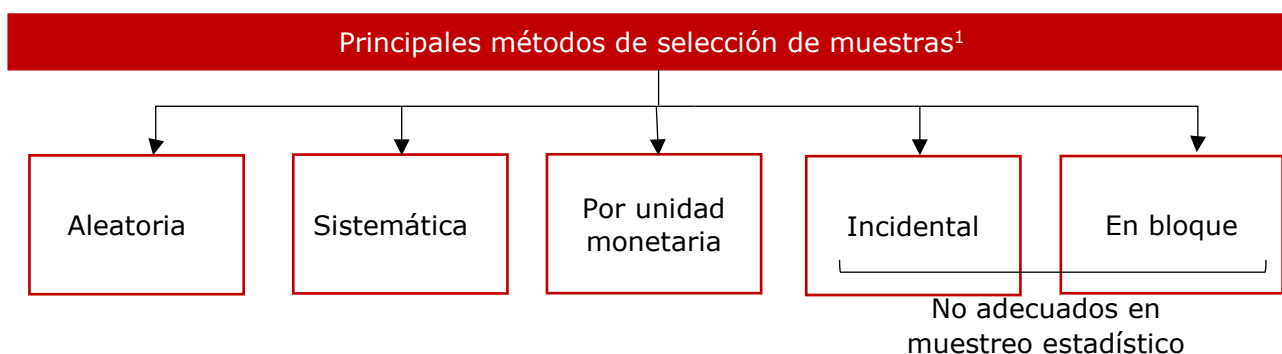 Principales métodos de selección de muestras¹
Aleatoria
Sistemática
Por unidad
monetaria
Incidental
En bloque
No adecuados en
muestreo estadístico